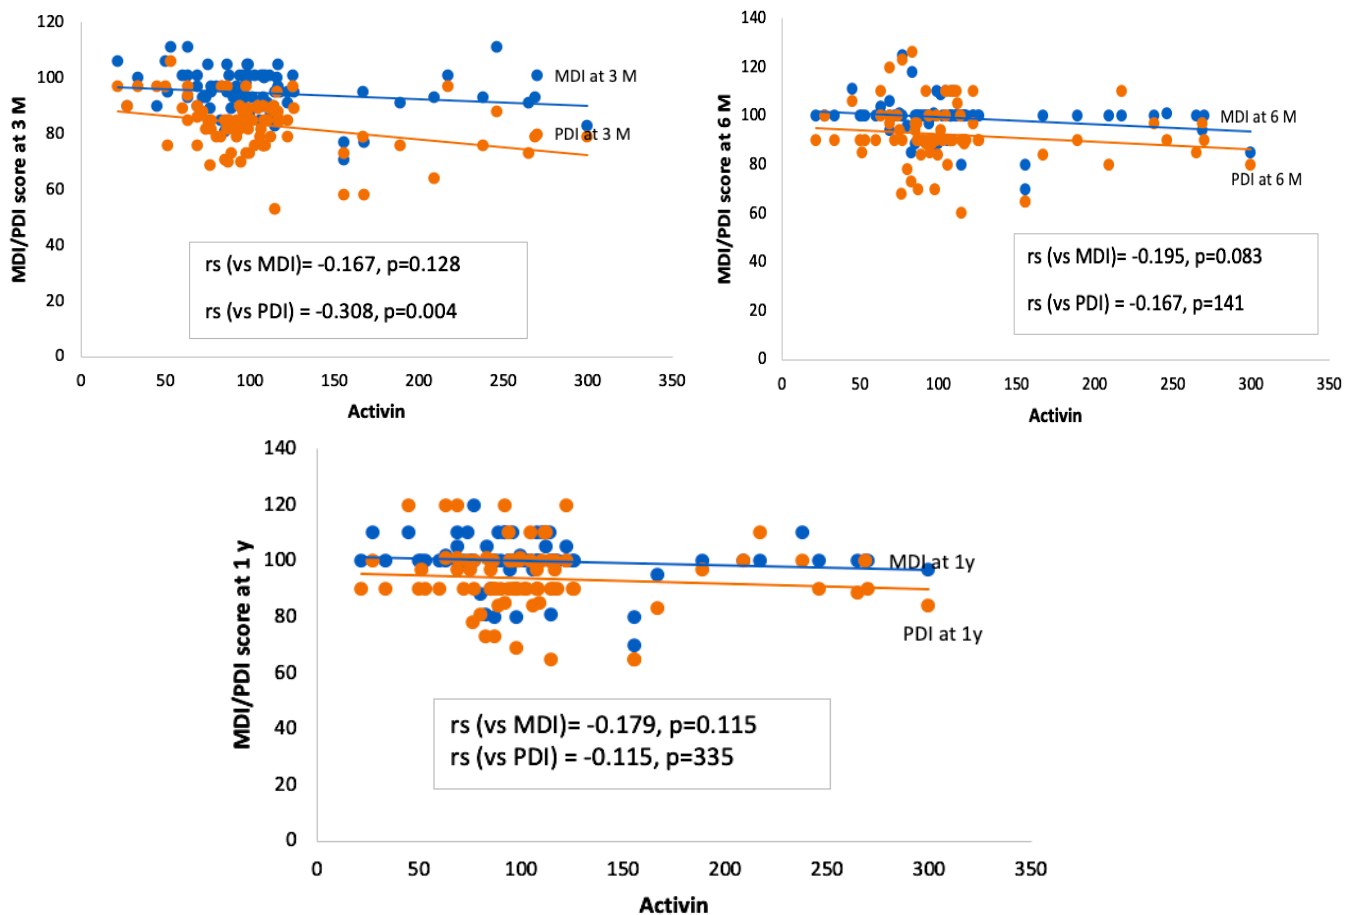 120
100
80
60
40
20
0
MDI/PDI score at 3 M
MDI at 3 M
PDI at 3 M
rs (vs MDI)= -0.167, p=0.128
rs (vs PDI) = -0.308, p=0.004
0 50 100 150 200 250 300 350
Activin
140
120
100
80
60
40
20
0
MDI/PDI score at 6 M
MDI at 6 M
PDI at 6 M
rs (vs MDI)= -0.195, p=0.083
rs (vs PDI) = -0.167, p=141
0 50 100 150 200 250 300 350
Activin
140
120
100
80
60
40
20
0
MDI/PDI score at 1 y
MDI at 1y
PDI at 1y
rs (vs MDI)= -0.179, p=0.115
rs (vs PDI) = -0.115, p=335
0 50 100 150 200 250 300 350
Activin